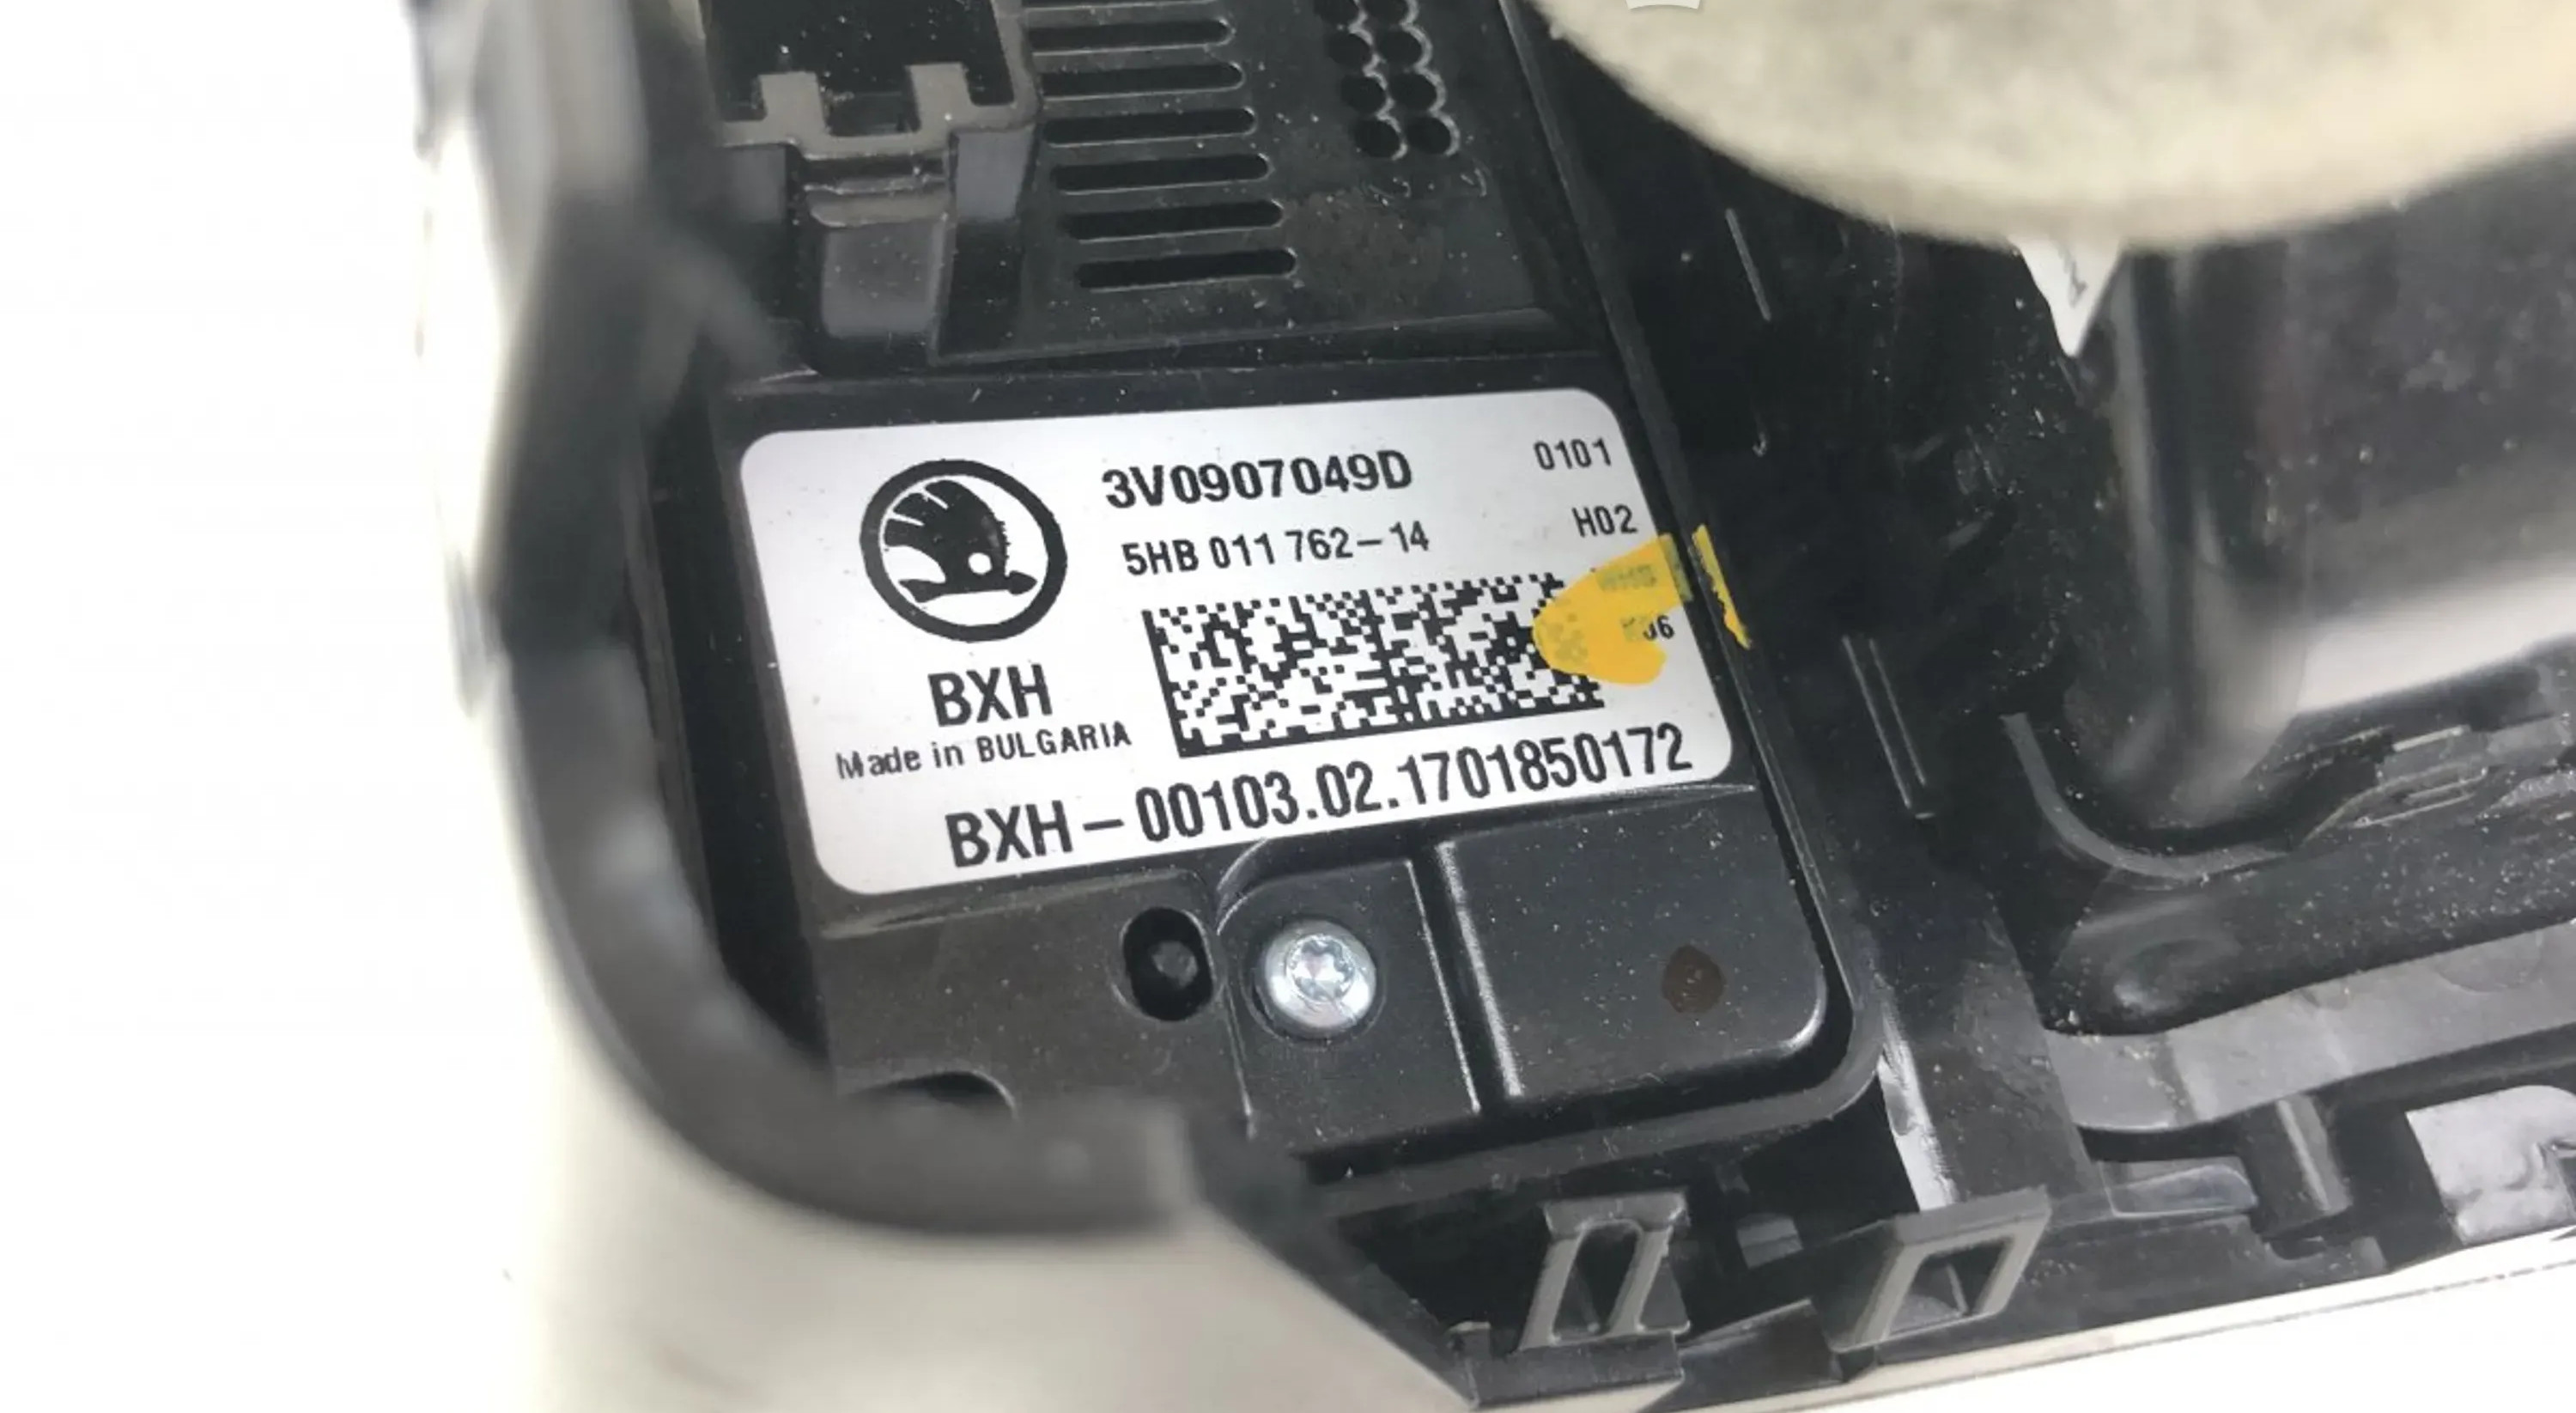 3V0907049D 0101
5HB 011 762-14 H02
BXH
Made in BULGARIA
BXH-00103.02.1701850172